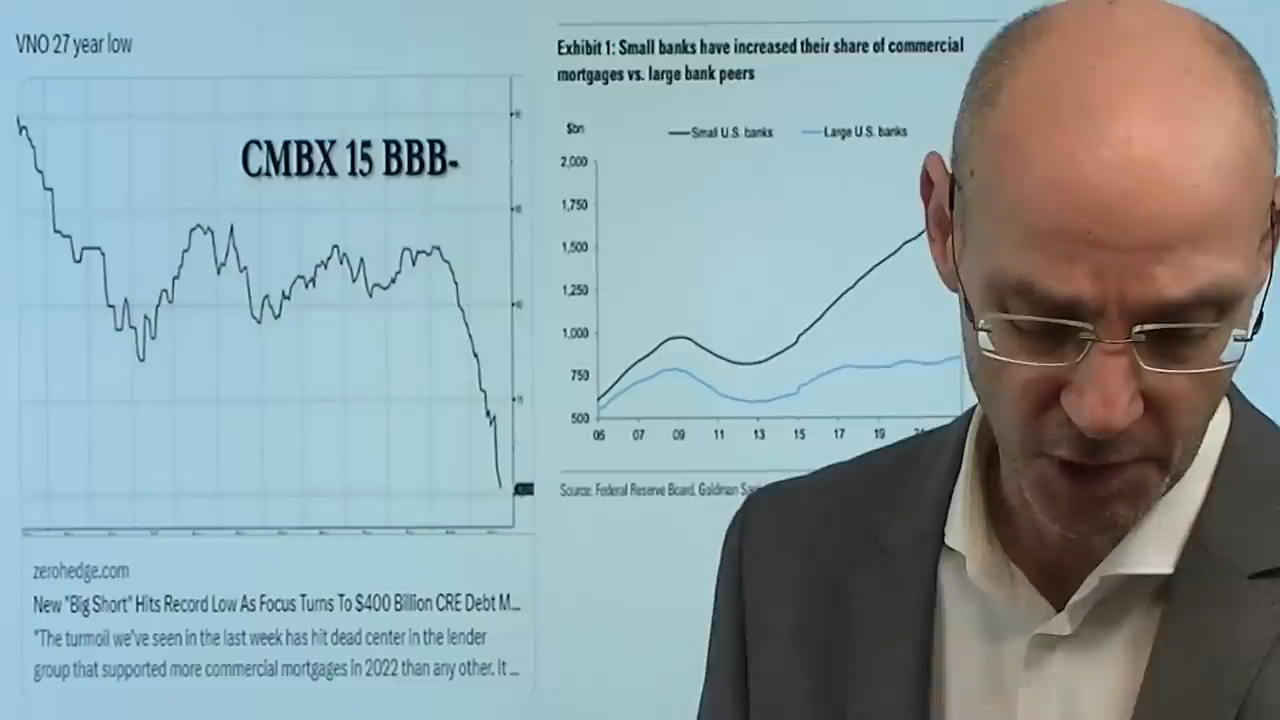 VNO 27 year low
CMBX 15 BBB-
zerohedge.com
New "Big Short" Hits Record Low As Focus Turns To $400 Billion CRE Debt M...
"The turmoil we've seen in the last week has hit dead center in the lender
group that supported more commercial mortgages in 2022 than any other. It ...
Exhibit 1: Small banks have increased their share of commercial
mortgages vs. large bank peers
$bn
Small U.S. banks
Large U.S. banks
2,000
1,750
1,500
1,250
1,000
750
500
05 07 09 11 13 15 17 19
Source: Federal Reserve Board, Goldman